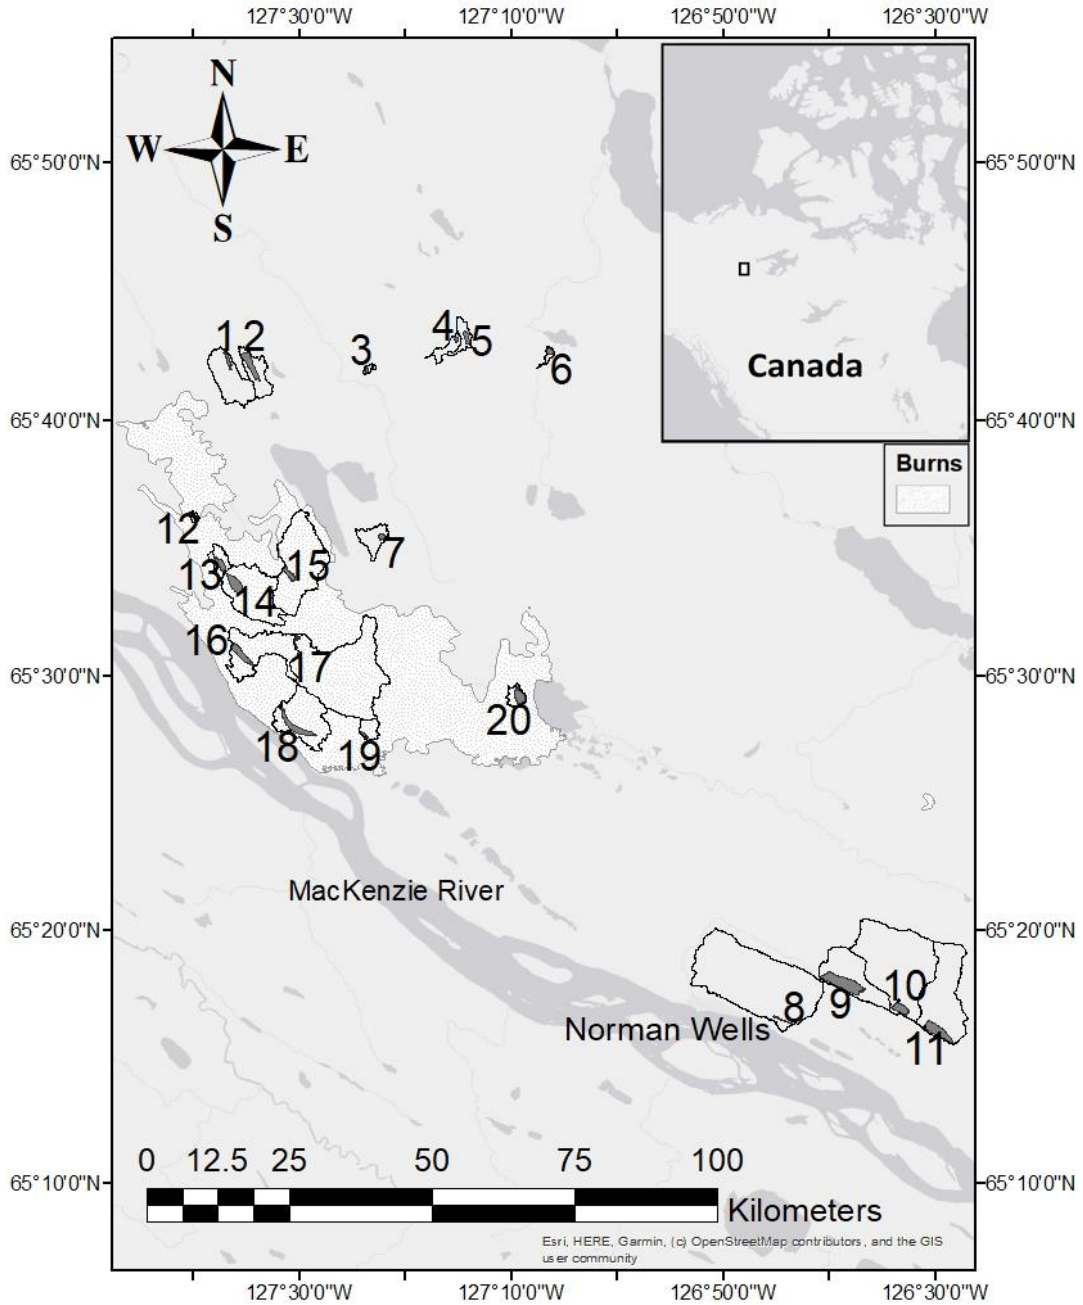 127°30'0"W 127°10'0"W 126°50'0"W 126°30'0"W
N
W E
S
65°50'0"N 65°50'0"N
Canada
1 2 3 4 5 6
65°40'0"N 65°40'0"N
Burns
12 7
13 15
14
16 17
65°30'0"N 65°30'0"N
20
18 19
MacKenzie River
65°20'0"N 65°20'0"N
8 9 10
Norman Wells 11
0 12.5 25 50 75 100
65°10'0"N 65°10'0"N
Kilometers
Esri, HERE, Garmin, (c) OpenStreetMap contributors, and the GIS
user community
127°30'0"W 127°10'0"W 126°50'0"W 126°30'0"W